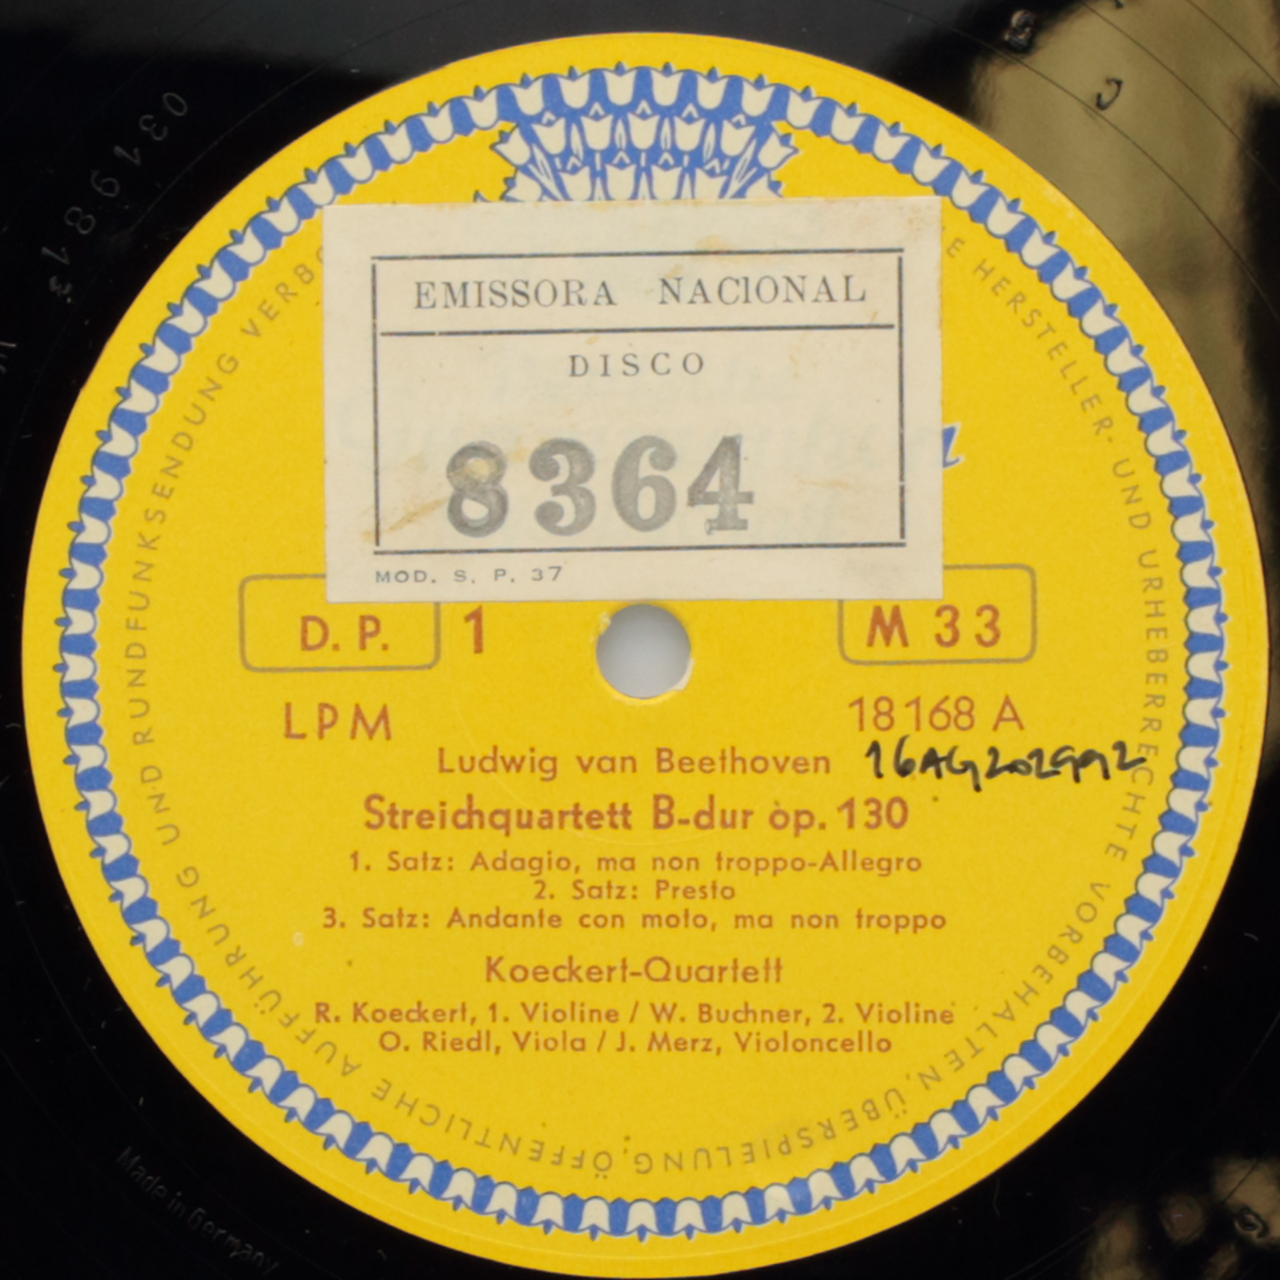 EMISSORA NACIONAL
DISCO
8364
MOD. S. P. 37
D. P. 1
M 33
LPM
18168 A
Ludwig van Beethoven
16AG202992
Streichquartett B-dur op. 130
1. Satz: Adagio, ma non troppo-Allegro
2. Satz: Presto
3. Satz: Andante con moto, ma non troppo
Koeckert-Quartett
R. Koeckert, 1. Violine / W. Buchner, 2. Violine
O. Riedl, Viola / J. Merz, Violoncello
HERSTELLER- UND URHEBERRECHTE VORBEHALTEN, ÜBERSPIELUNG, ÖFFENTLICHE AUFFÜHRUNG UND RUNDFUNKSENDUNG
Made in Germany